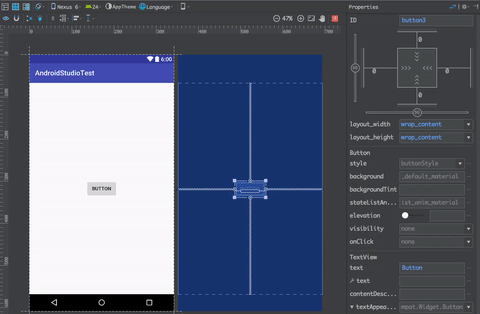 Nexus 6 24 AppTheme Language
8
47%
Properties
ID button3
6:00
AndroidStudioTest
BUTTON
0
0 0
0
50
50
layout_width wrap_content
layout_height wrap_content
Button
style buttonStyle
background _default_material
backgroundTint
stateListAn... ist_anim_material
elevation
visibility none
onClick none
TextView
text Button
text
contentDesc...
textAppea... mpat.Widget.Button